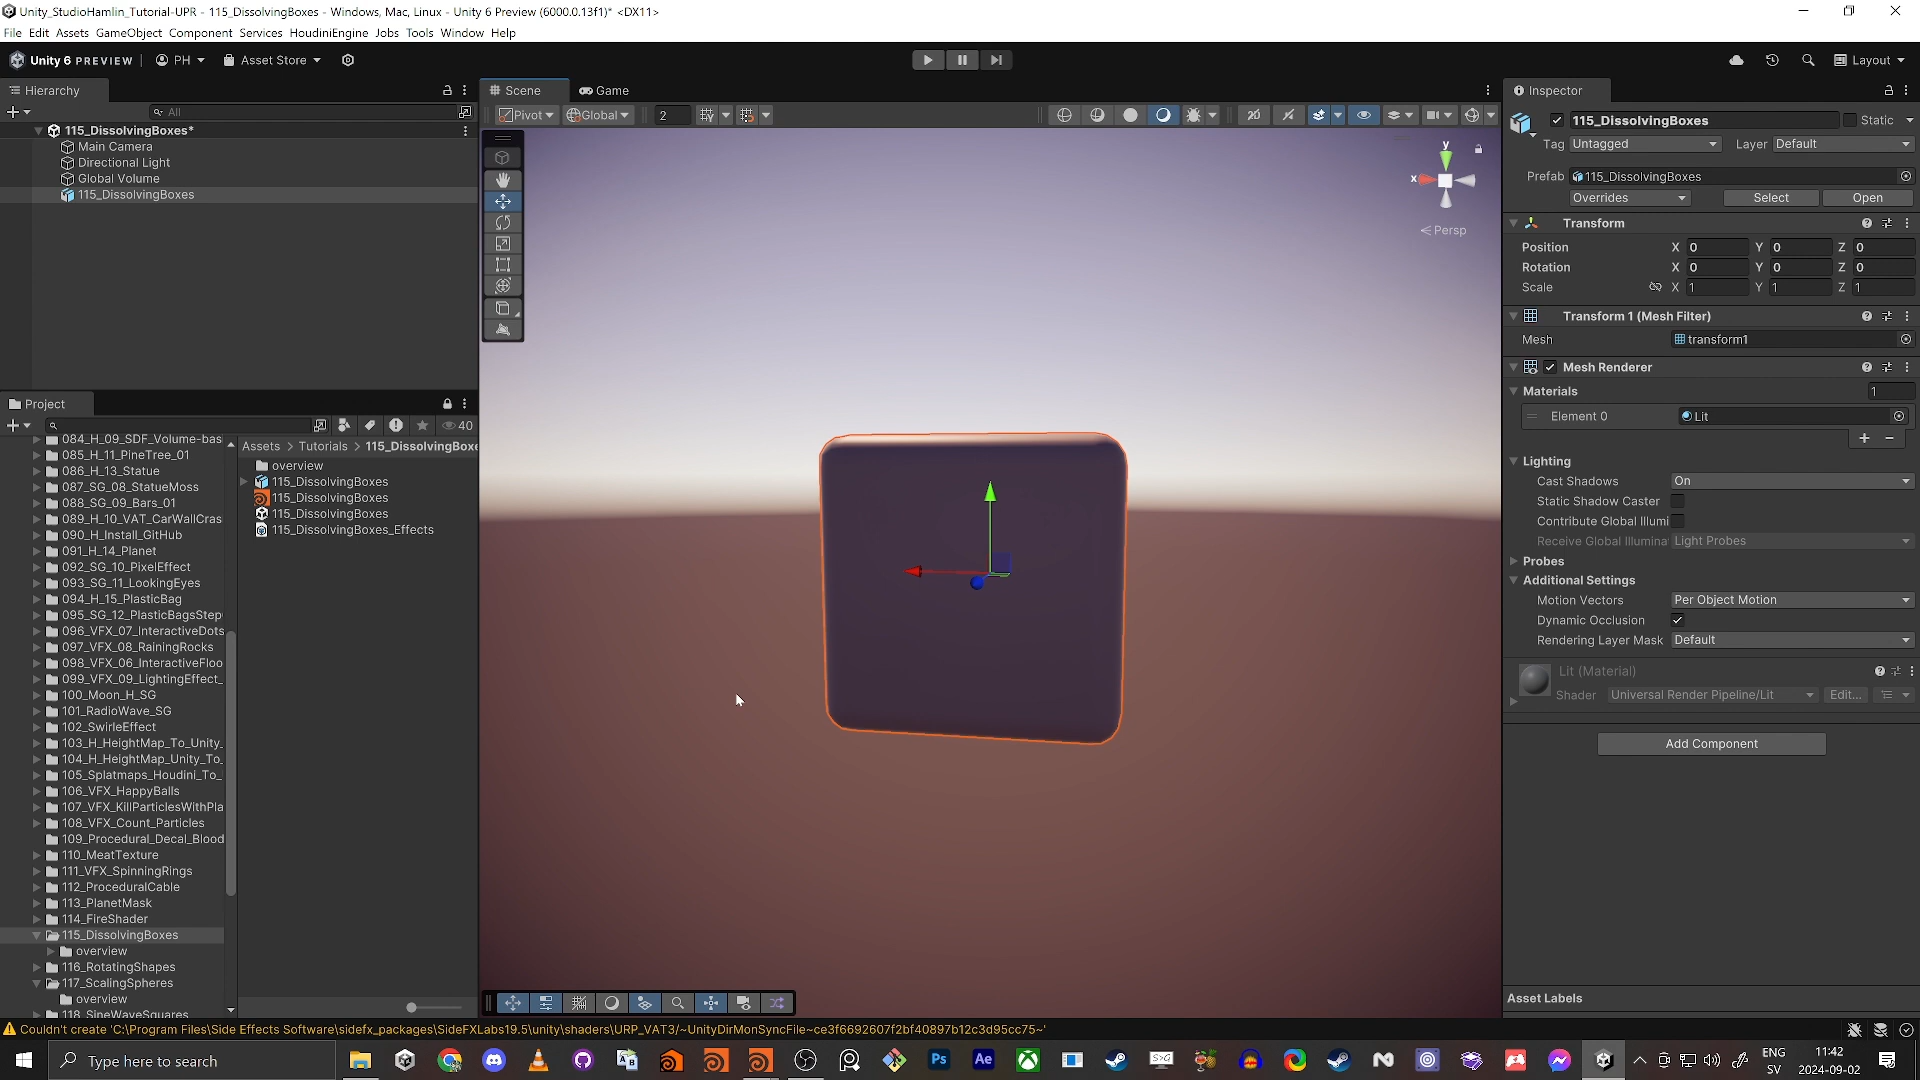 Unity_StudioHamlin_Tutorial-UPR - 115_DissolvingBoxes - Windows, Mac, Linux - Unity 6 Preview (6000.0.13f1)* <DX11>
File Edit Assets GameObject Component Services HoudiniEngine Jobs Tools Window Help
Unity 6 PREVIEW PH Asset Store Layout
Hierarchy
All
115_DissolvingBoxes*
Main Camera
Directional Light
Global Volume
115_DissolvingBoxes
Project
40
084_H_09_SDF_Volume-bas
085_H_11_PineTree_01
086_H_13_Statue
087_SG_08_StatueMoss
088_SG_09_Bars_01
089_H_10_VAT_CarWallCras
090_H_Install_GitHub
091_H_14_Planet
092_SG_10_PixelEffect
093_SG_11_LookingEyes
094_H_15_PlasticBag
095_SG_12_PlasticBagsStep
096_VFX_07_InteractiveDots
097_VFX_08_RainingRocks
098_VFX_06_InteractiveFloo
099_VFX_09_LightingEffect_
100_Moon_H_SG
101_RadioWave_SG
102_SwirleEffect
103_H_HeightMap_To_Unity_
104_H_HeightMap_Unity_To_
105_Splatmaps_Houdini_To_
106_VFX_HappyBalls
107_VFX_KillParticlesWithPla
108_VFX_Count_Particles
109_Procedural_Decal_Blood
110_MeatTexture
111_VFX_SpinningRings
112_ProceduralCable
113_PlanetMask
114_FireShader
115_DissolvingBoxes
overview
116_RotatingShapes
117_ScalingSpheres
overview
118_SineWaveSquares
Assets > Tutorials > 115_DissolvingBoxe
overview
115_DissolvingBoxes
115_DissolvingBoxes
115_DissolvingBoxes
115_DissolvingBoxes_Effects
Scene Game
Pivot Global 2 2D
y
x
Persp
Inspector
115_DissolvingBoxes Static
Tag Untagged Layer Default
Prefab 115_DissolvingBoxes
Overrides Select Open
Transform
Position X 0 Y 0 Z 0
Rotation X 0 Y 0 Z 0
Scale X 1 Y 1 Z 1
Transform 1 (Mesh Filter)
Mesh transform1
Mesh Renderer
Materials 1
Element 0 Lit
+ −
Lighting
Cast Shadows On
Static Shadow Caster
Contribute Global Illumi
Receive Global Illumina Light Probes
Probes
Additional Settings
Motion Vectors Per Object Motion
Dynamic Occlusion
Rendering Layer Mask Default
Lit (Material)
Shader Universal Render Pipeline/Lit Edit...
Add Component
Asset Labels
Couldn't create 'C:\Program Files\Side Effects Software\sidefx_packages\SideFXLabs19.5\unity\shaders\URP_VAT3/~UnityDirMonSyncFile~ce3f6692607f2bf40897b12c3d95cc75~'
Type here to search
Ps Ae
ENG
SV
11:42
2024-09-02